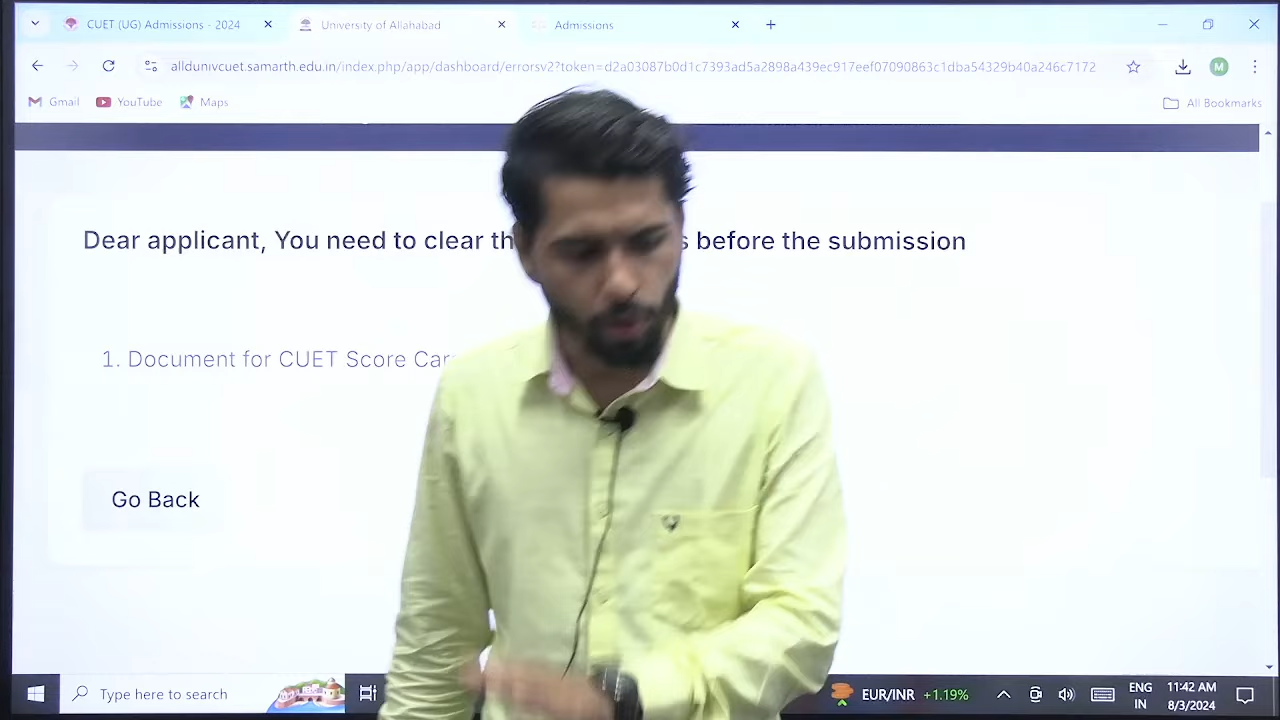 CUET (UG) Admissions - 2024
University of Allahabad
Admissions
alldunivcuet.samarth.edu.in/index.php/app/dashboard/errorsv2?token=d2a03087b0d1c7393ad5a2898a439ec917eef07090863c1dba54329b40a246c7172
M
Gmail
YouTube
Maps
All Bookmarks
Dear applicant, You need to clear th
s before the submission
1. Document for CUET Score Car
Go Back
Type here to search
EUR/INR +1.19%
ENG
IN
11:42 AM
8/3/2024